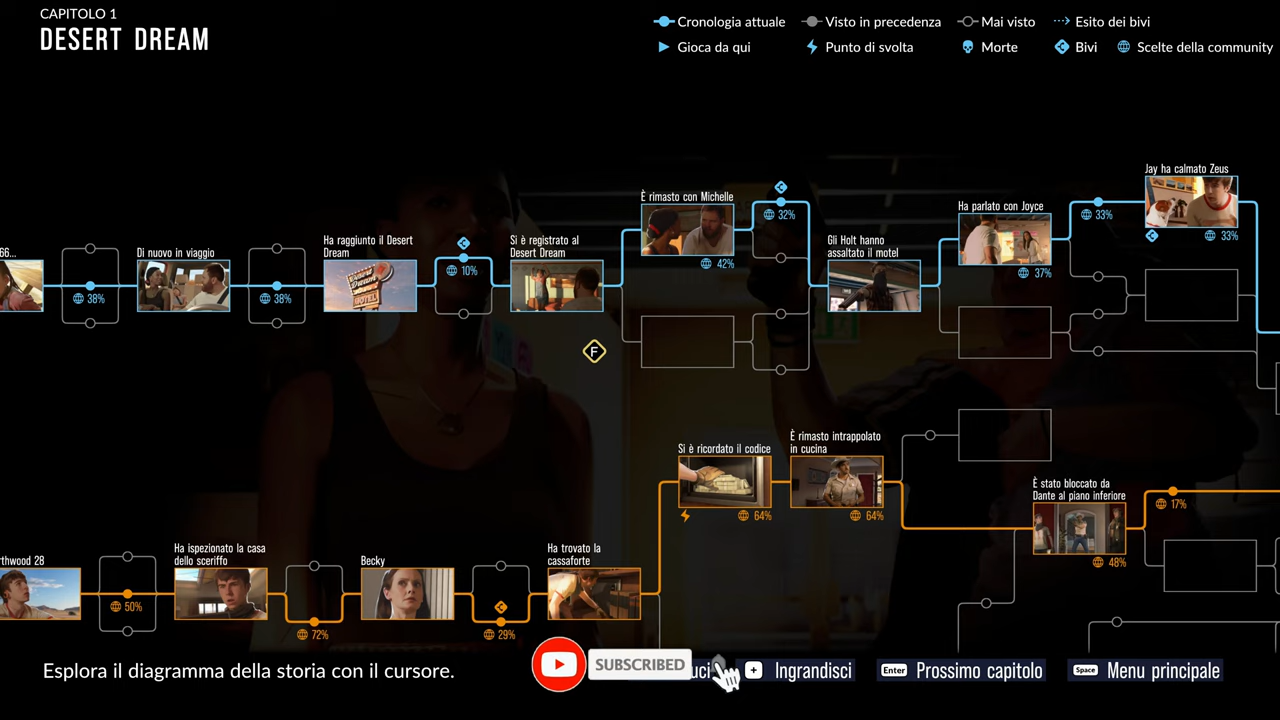 CAPITOLO 1
DESERT DREAM
Cronologia attuale
Visto in precedenza
Mai visto
Esito dei bivi
Gioca da qui
Punto di svolta
Morte
Bivi
Scelte della community
Jay ha calmato Zeus
È rimasto con Michelle
Ha parlato con Joyce
32%
33%
33%
66...
Di nuovo in viaggio
Ha raggiunto il Desert
Dream
Si è registrato al
Desert Dream
Gli Holt hanno
assaltato il motel
42%
37%
10%
38%
38%
F
Si è ricordato il codice
È rimasto intrappolato
in cucina
È stato bloccato da
Dante al piano inferiore
64%
64%
17%
48%
rthwood 28
Ha ispezionato la casa
dello sceriffo
Becky
Ha trovato la
cassaforte
50%
72%
29%
Esplora il diagramma della storia con il cursore.
SUBSCRIBED
uci
+ Ingrandisci
Enter Prossimo capitolo
Space Menu principale